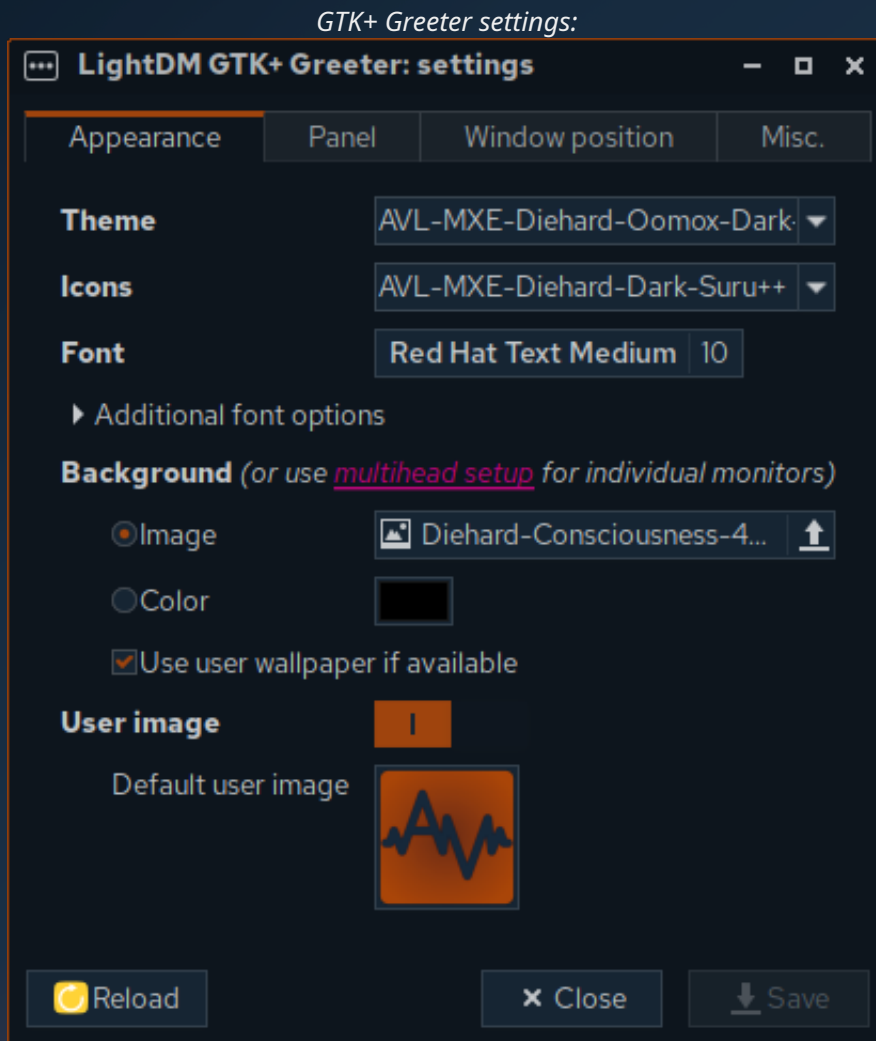 GTK+ Greeter settings:
LightDM GTK+ Greeter: settings
Appearance Panel Window position Misc.
Theme AVL-MXE-Diehard-Oomox-Dark-
Icons AVL-MXE-Diehard-Dark-Suru++
Font Red Hat Text Medium 10
Additional font options
Background (or use multihead setup for individual monitors)
Image Diehard-Consciousness-4...
Color
Use user wallpaper if available
User image I
Default user image
Reload Close Save